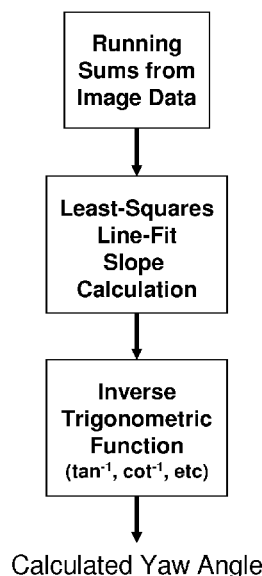 Running
Sums from
Image Data
Least-Squares
Line-Fit
Slope
Calculation
Inverse
Trigonometric
Function
(tan⁻¹, cot⁻¹, etc)
Calculated Yaw Angle